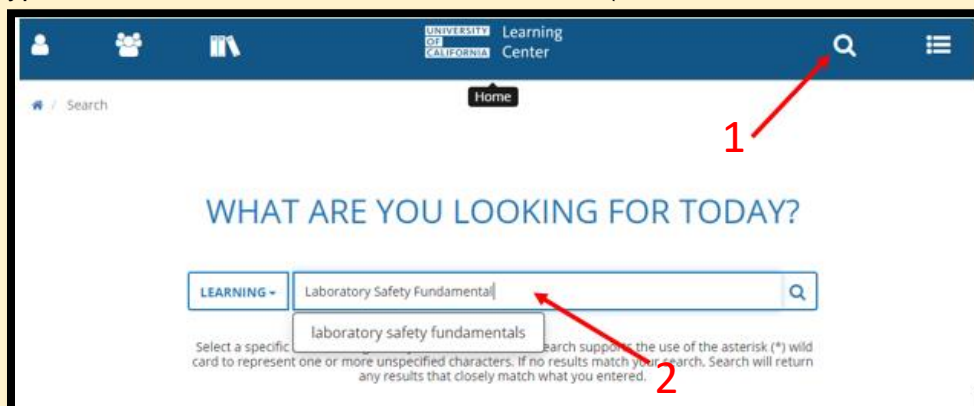 UNIVERSITY OF CALIFORNIA Learning Center
/ Search
Home
1
WHAT ARE YOU LOOKING FOR TODAY?
LEARNING
Laboratory Safety Fundamental
laboratory safety fundamentals
Select a specific earch supports the use of the asterisk (*) wild
card to represent one or more unspecified characters. If no results match your search, Search will return
any results that closely match what you entered.
2